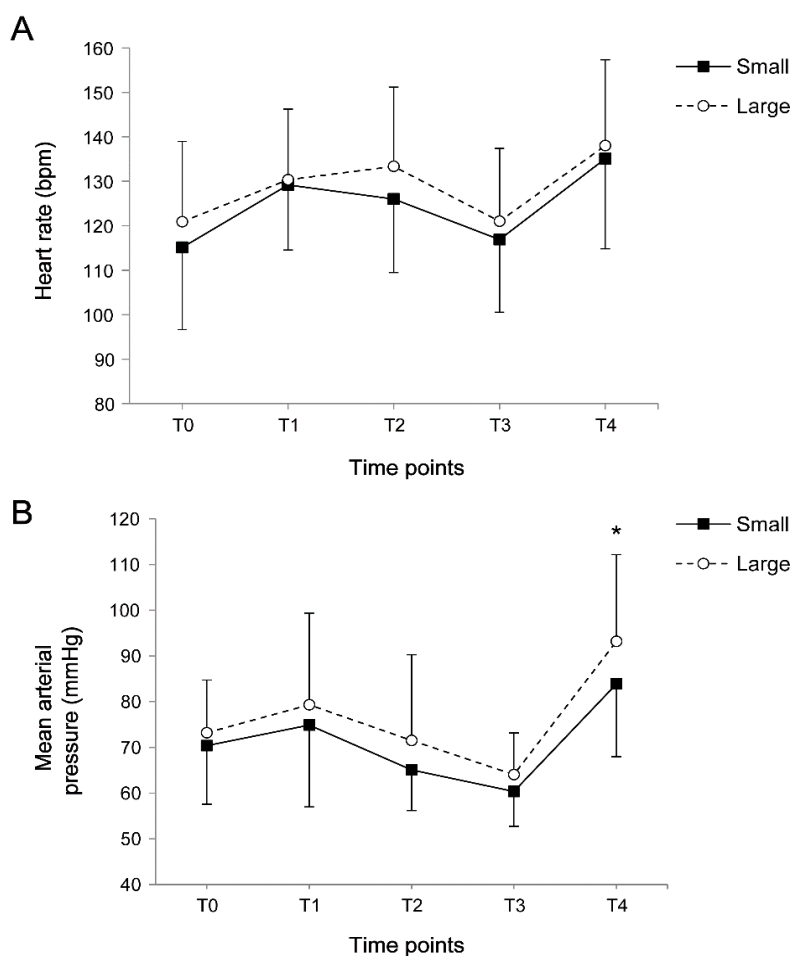 A
Heart rate (bpm)
160
150
140
130
120
110
100
90
80
T0 T1 T2 T3 T4
Time points
Small
Large
B
Mean arterial
pressure (mmHg)
120
110
100
90
80
70
60
50
40
*
T0 T1 T2 T3 T4
Time points
Small
Large